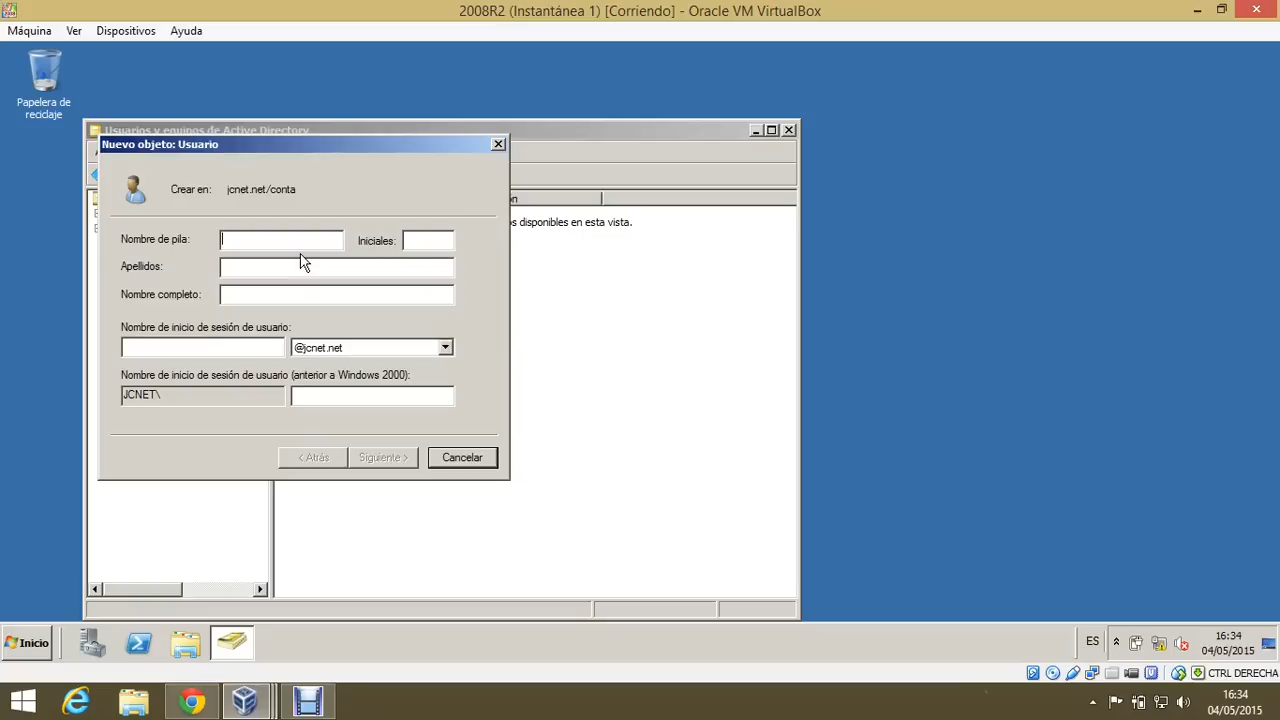 2008R2 (Instantánea 1) [Corriendo] - Oracle VM VirtualBox
Máquina Ver Dispositivos Ayuda
Papelera de
reciclaje
Usuarios y equipos de Active Directory
Nuevo objeto: Usuario
Crear en: jcnet.net/conta
os disponibles en esta vista.
Nombre de pila: Iniciales:
Apellidos:
Nombre completo:
Nombre de inicio de sesión de usuario:
@jcnet.net
Nombre de inicio de sesión de usuario (anterior a Windows 2000):
JCNET\
< Atrás Siguiente > Cancelar
Inicio
ES
16:34
04/05/2015
CTRL DERECHA
16:34
04/05/2015